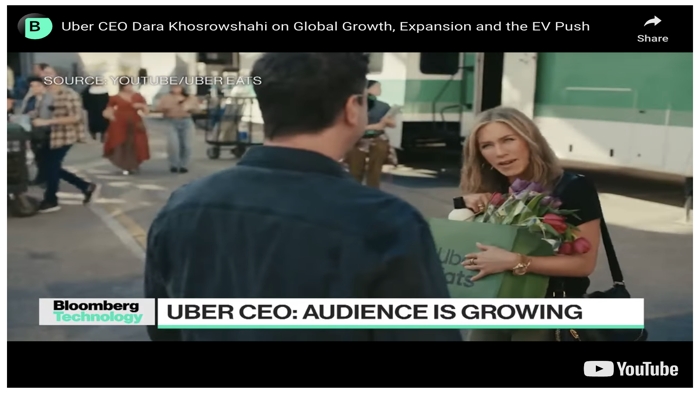 B
Uber CEO Dara Khosrowshahi on Global Growth, Expansion and the EV Push
Share
SOURCE: YOUTUBE/UBER EATS
Uber
Eats
Bloomberg
Technology
UBER CEO: AUDIENCE IS GROWING
YouTube